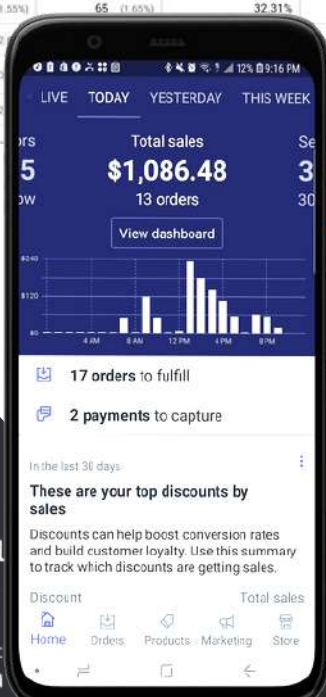 65 (1.65%) 32.31%
12% 9:16 PM
LIVE TODAY YESTERDAY THIS WEEK
Total sales
$1,086.48
13 orders
View dashboard
$240
$120
$0
4 AM 8 AM 12 PM 4 PM 8 PM
17 orders to fulfill
2 payments to capture
In the last 30 days
These are your top discounts by
sales
Discounts can help boost conversion rates
and build customer loyalty. Use this summary
to track which discounts are getting sales.
Discount Total sales
Home Orders Products Marketing Store